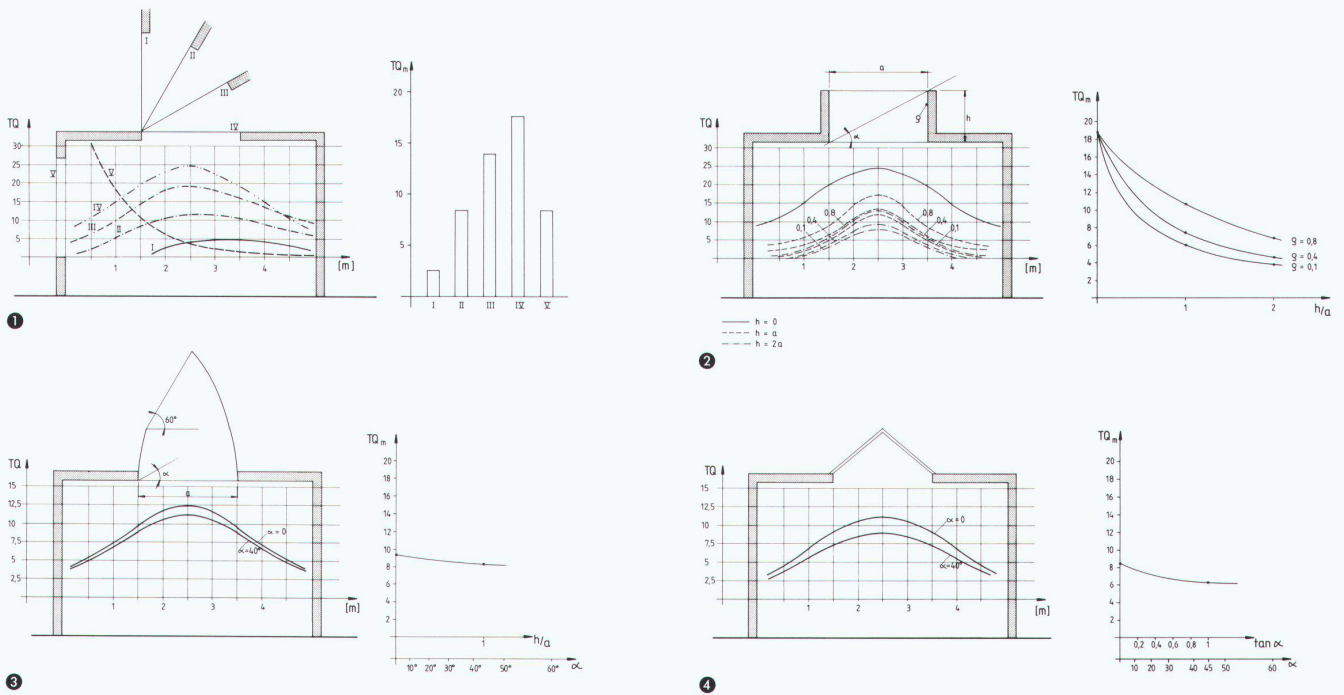 I
II
III
IV
V
TQ
30
25
20
15
10
5
V
IV
III
II
I
1 2 3 4 [m]
TQm
20
15
10
5
I II III IV V
1
a
h
ϱ
α
TQ
30
25
20
15
10
5
0,1 0,4 0,8 0,8 0,4 0,1
1 2 3 4 [m]
h = 0
h = a
h = 2a
TQm
20
18
16
14
12
10
8
6
4
2
ϱ = 0,8
ϱ = 0,4
ϱ = 0,1
1 2
h/a
2
60°
α
a
TQ
15
12,5
10
7,5
5
2,5
α = 0
α=40°
1 2 3 4 [m]
TQm
20
18
16
14
12
10
8
6
4
2
1 h/a
10° 20° 30° 40° 50° 60° α
3
TQ
15
12,5
10
7,5
5
2,5
α=0
α=40°
1 2 3 4 [m]
TQm
20
18
16
14
12
10
8
6
4
2
0,2 0,4 0,6 0,8 1 tan α
10 20 30 40 45 50 60 α
4